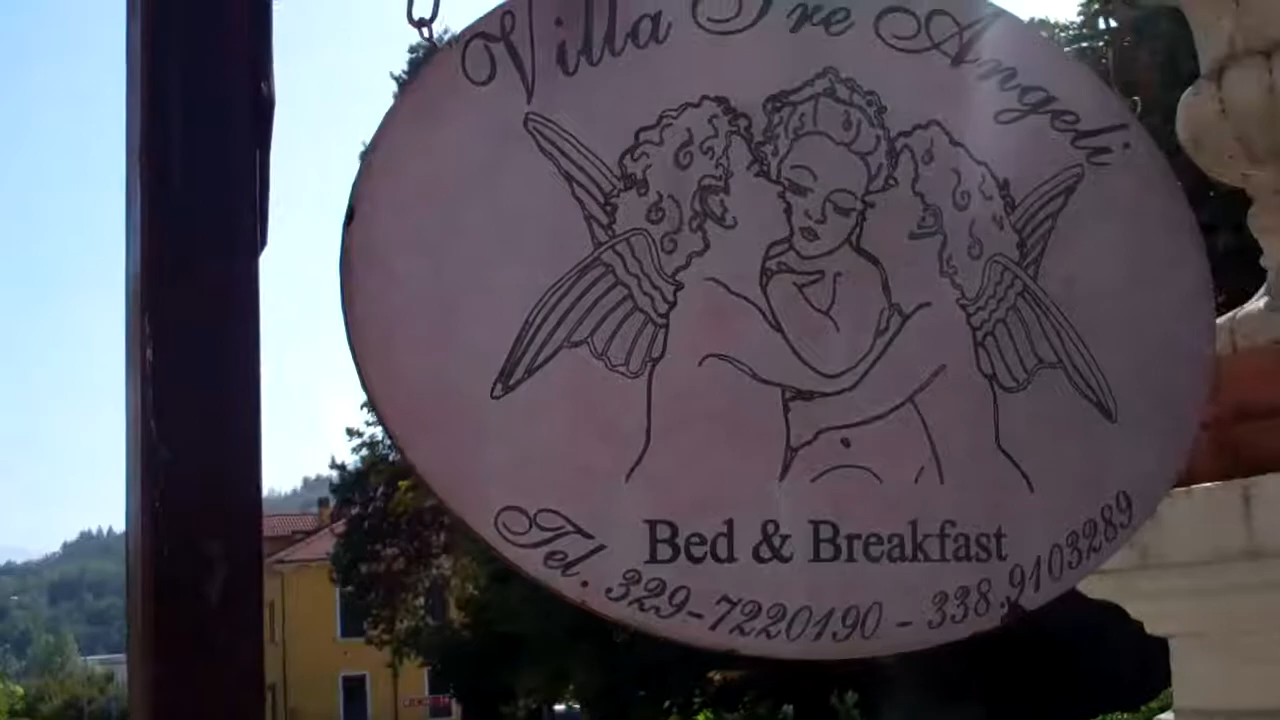 Villa Tre Angeli
Bed & Breakfast
Tel. 329-7220190 - 338.9103289